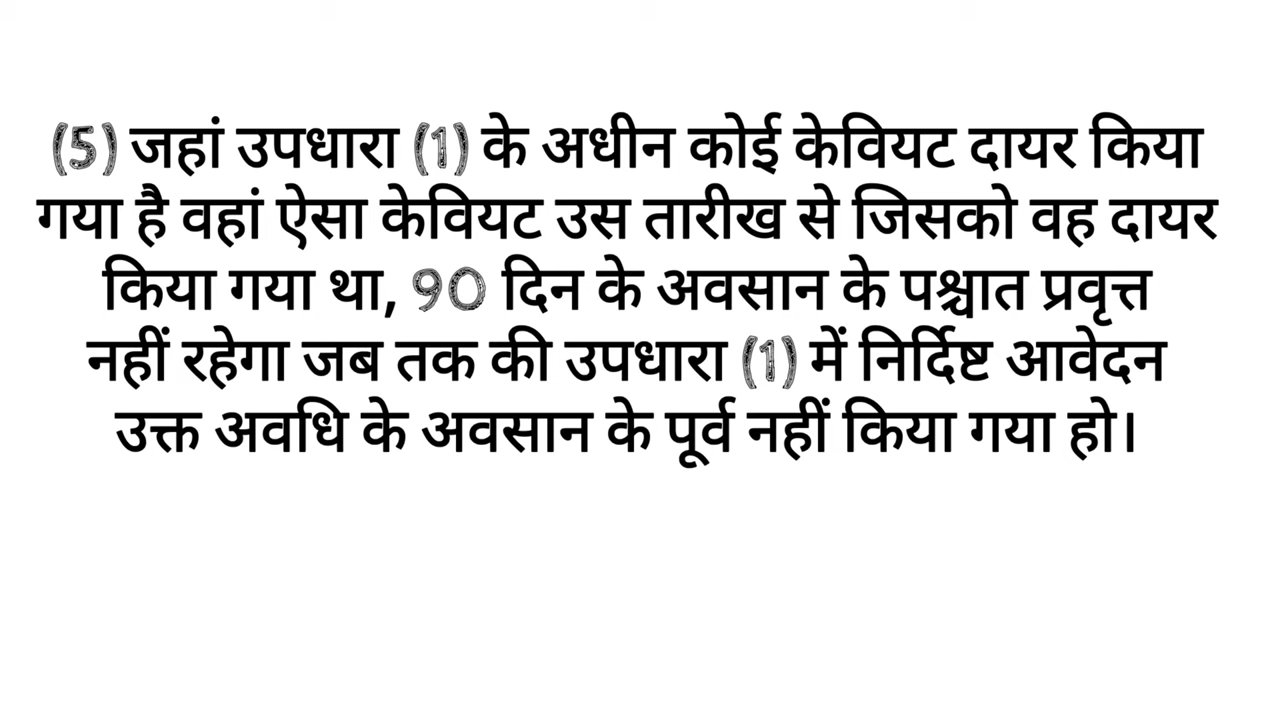 (5) जहां उपधारा (1) के अधीन कोई केवियट दायर किया
गया है वहां ऐसा केवियट उस तारीख से जिसको वह दायर
किया गया था, 90 दिन के अवसान के पश्चात प्रवृत्त
नहीं रहेगा जब तक की उपधारा (1) में निर्दिष्ट आवेदन
उक्त अवधि के अवसान के पूर्व नहीं किया गया हो।